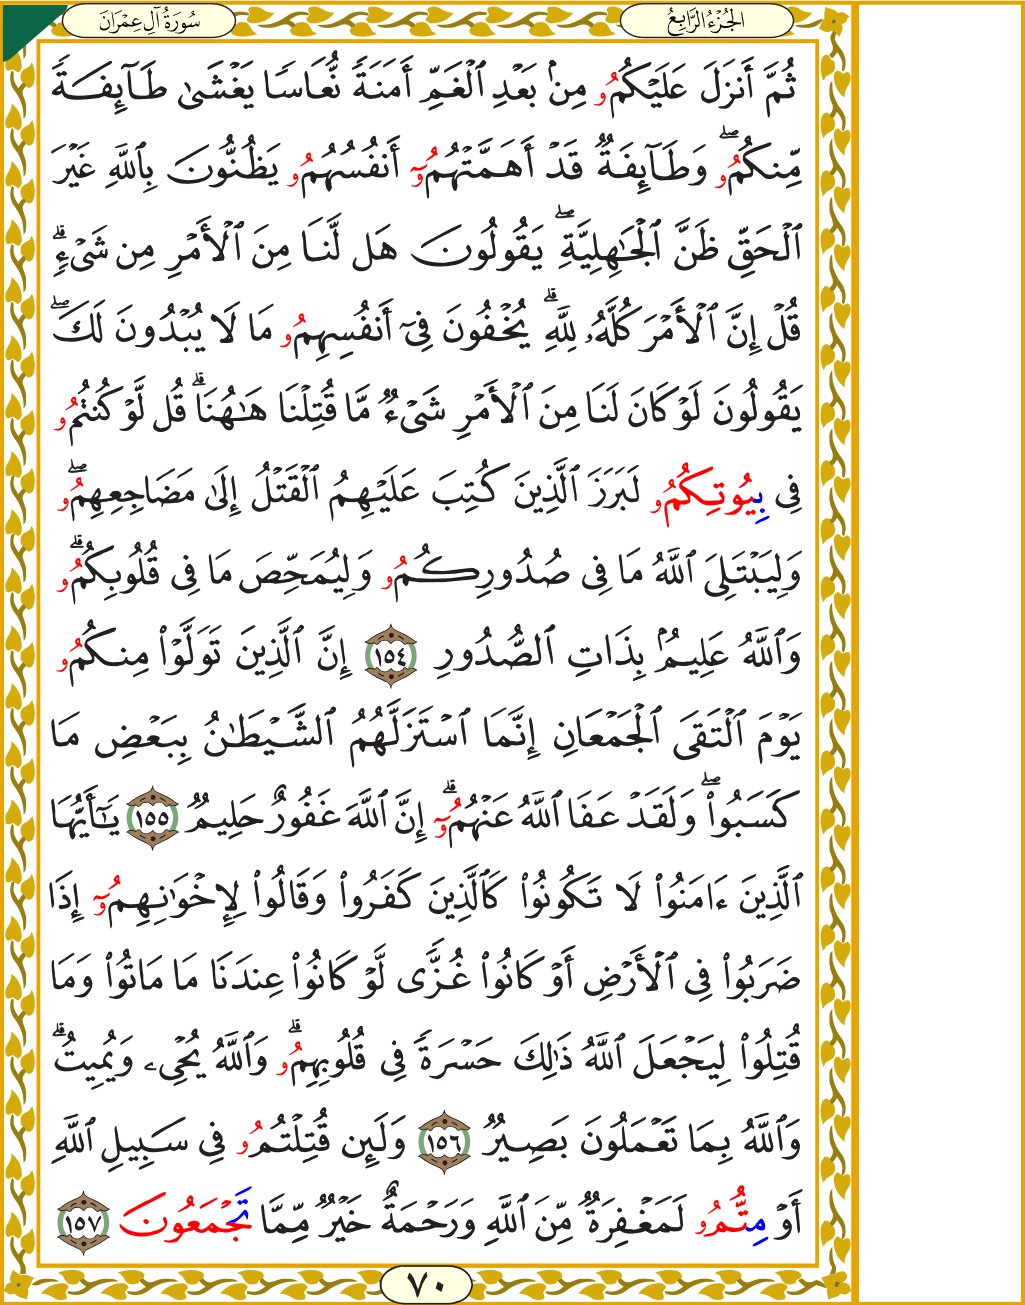 الجُزْءُ الرَّابِعُ
سُورَةُ آلِ عِمْرَانَ
ثُمَّ أَنزَلَ عَلَيْكُمُۥ مِنۢ بَعْدِ ٱلْغَمِّ أَمَنَةً نُّعَاسًا يَغْشَىٰ طَآئِفَةً
مِّنكُمُۥۖ وَطَآئِفَةٌ قَدْ أَهَمَّتْهُمُۥٓ أَنفُسُهُمُۥ يَظُنُّونَ بِٱللَّهِ غَيْرَ
ٱلْحَقِّ ظَنَّ ٱلْجَٰهِلِيَّةِۖ يَقُولُونَ هَل لَّنَا مِنَ ٱلْأَمْرِ مِن شَىْءٍۗ
قُلْ إِنَّ ٱلْأَمْرَ كُلَّهُۥ لِلَّهِۗ يُخْفُونَ فِىٓ أَنفُسِهِمُۥ مَا لَا يُبْدُونَ لَكَۖ
يَقُولُونَ لَوْ كَانَ لَنَا مِنَ ٱلْأَمْرِ شَىْءٌ مَّا قُتِلْنَا هَٰهُنَاۗ قُل لَّوْ كُنتُمُۥ
فِى بِيُوتِكُمُۥ لَبَرَزَ ٱلَّذِينَ كُتِبَ عَلَيْهِمُ ٱلْقَتْلُ إِلَىٰ مَضَاجِعِهِمُۥۖ
وَلِيَبْتَلِىَ ٱللَّهُ مَا فِى صُدُورِكُمُۥ وَلِيُمَحِّصَ مَا فِى قُلُوبِكُمُۥۗ
وَٱللَّهُ عَلِيمٌۢ بِذَاتِ ٱلصُّدُورِ ١٥٤ إِنَّ ٱلَّذِينَ تَوَلَّوْا۟ مِنكُمُۥ
يَوْمَ ٱلْتَقَى ٱلْجَمْعَانِ إِنَّمَا ٱسْتَزَلَّهُمُ ٱلشَّيْطَٰنُ بِبَعْضِ مَا
كَسَبُوا۟ۖ وَلَقَدْ عَفَا ٱللَّهُ عَنْهُمُۥٓۗ إِنَّ ٱللَّهَ غَفُورٌ حَلِيمٌ ١٥٥ يَٰٓأَيُّهَا
ٱلَّذِينَ ءَامَنُوا۟ لَا تَكُونُوا۟ كَٱلَّذِينَ كَفَرُوا۟ وَقَالُوا۟ لِإِخْوَٰنِهِمُۥٓ إِذَا
ضَرَبُوا۟ فِى ٱلْأَرْضِ أَوْ كَانُوا۟ غُزًّى لَّوْ كَانُوا۟ عِندَنَا مَا مَاتُوا۟ وَمَا
قُتِلُوا۟ لِيَجْعَلَ ٱللَّهُ ذَٰلِكَ حَسْرَةً فِى قُلُوبِهِمُۥۗ وَٱللَّهُ يُحْىِۦ وَيُمِيتُۗ
وَٱللَّهُ بِمَا تَعْمَلُونَ بَصِيرٌ ١٥٦ وَلَئِن قُتِلْتُمُۥ فِى سَبِيلِ ٱللَّهِ
أَوْ مِتُّمُۥ لَمَغْفِرَةٌ مِّنَ ٱللَّهِ وَرَحْمَةٌ خَيْرٌ مِّمَّا تَجْمَعُونَ ١٥٧
٧٠